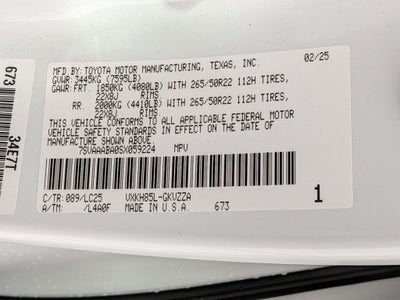 MFD.BY: TOYOTA MOTOR MANUFACTURING, TEXAS, INC. 02/25
GVWR: 3445KG (7595LB)
GAWR: FRT. 1850KG (4080LB) WITH 265/50R22 112H TIRES,
22X8J RIMS
RR. 2000KG (4410LB) WITH 265/50R22 112H TIRES,
22X8J RIMS
THIS VEHICLE CONFORMS TO ALL APPLICABLE FEDERAL MOTOR
VEHICLE SAFETY STANDARDS IN EFFECT ON THE DATE OF
MANUFACTURE SHOWN ABOVE.
7SVAAABA0SX059224 MPV
C/TR: 089/LC25 VXKH85L-GKVZZA 1
A/TM: /L4A0F MADE IN U.S.A. 673
673 34E7T